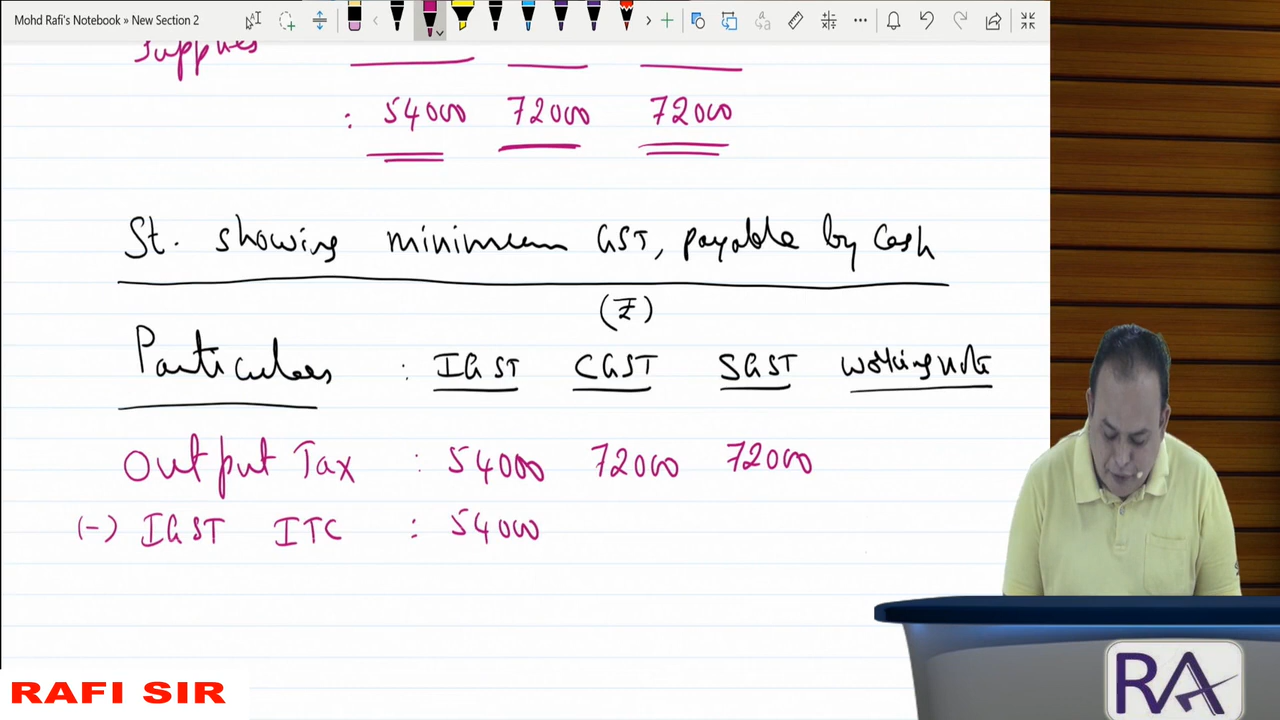 Mohd Rafi's Notebook » New Section 2
Supplies
: 54000 72000 72000
St. showing minimum GST, payable by Cash
(₹)
Particulars : IGST CGST SGST Working note
Output Tax : 54000 72000 72000
(-) IGST ITC : 54000
RAFI SIR
RA